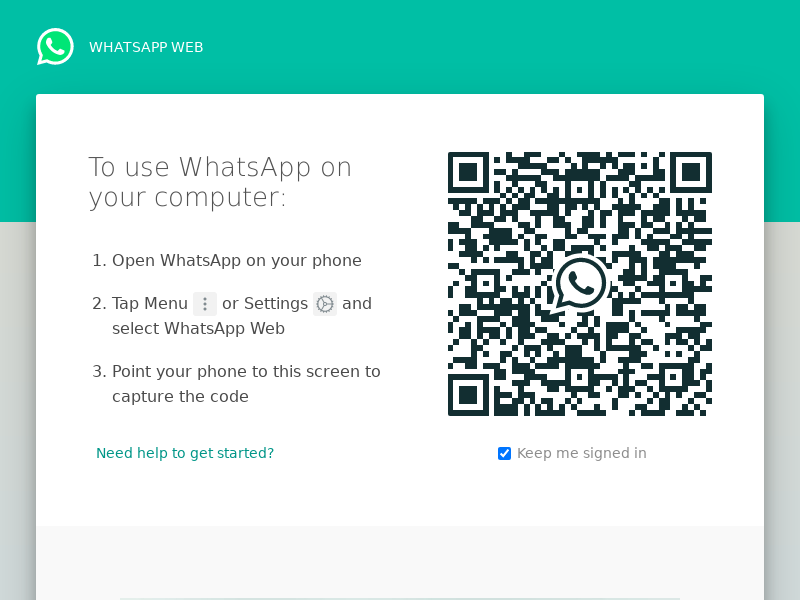 WHATSAPP WEB
To use WhatsApp on
your computer:
1. Open WhatsApp on your phone
2. Tap Menu or Settings and
select WhatsApp Web
3. Point your phone to this screen to
capture the code
Need help to get started?
Keep me signed in